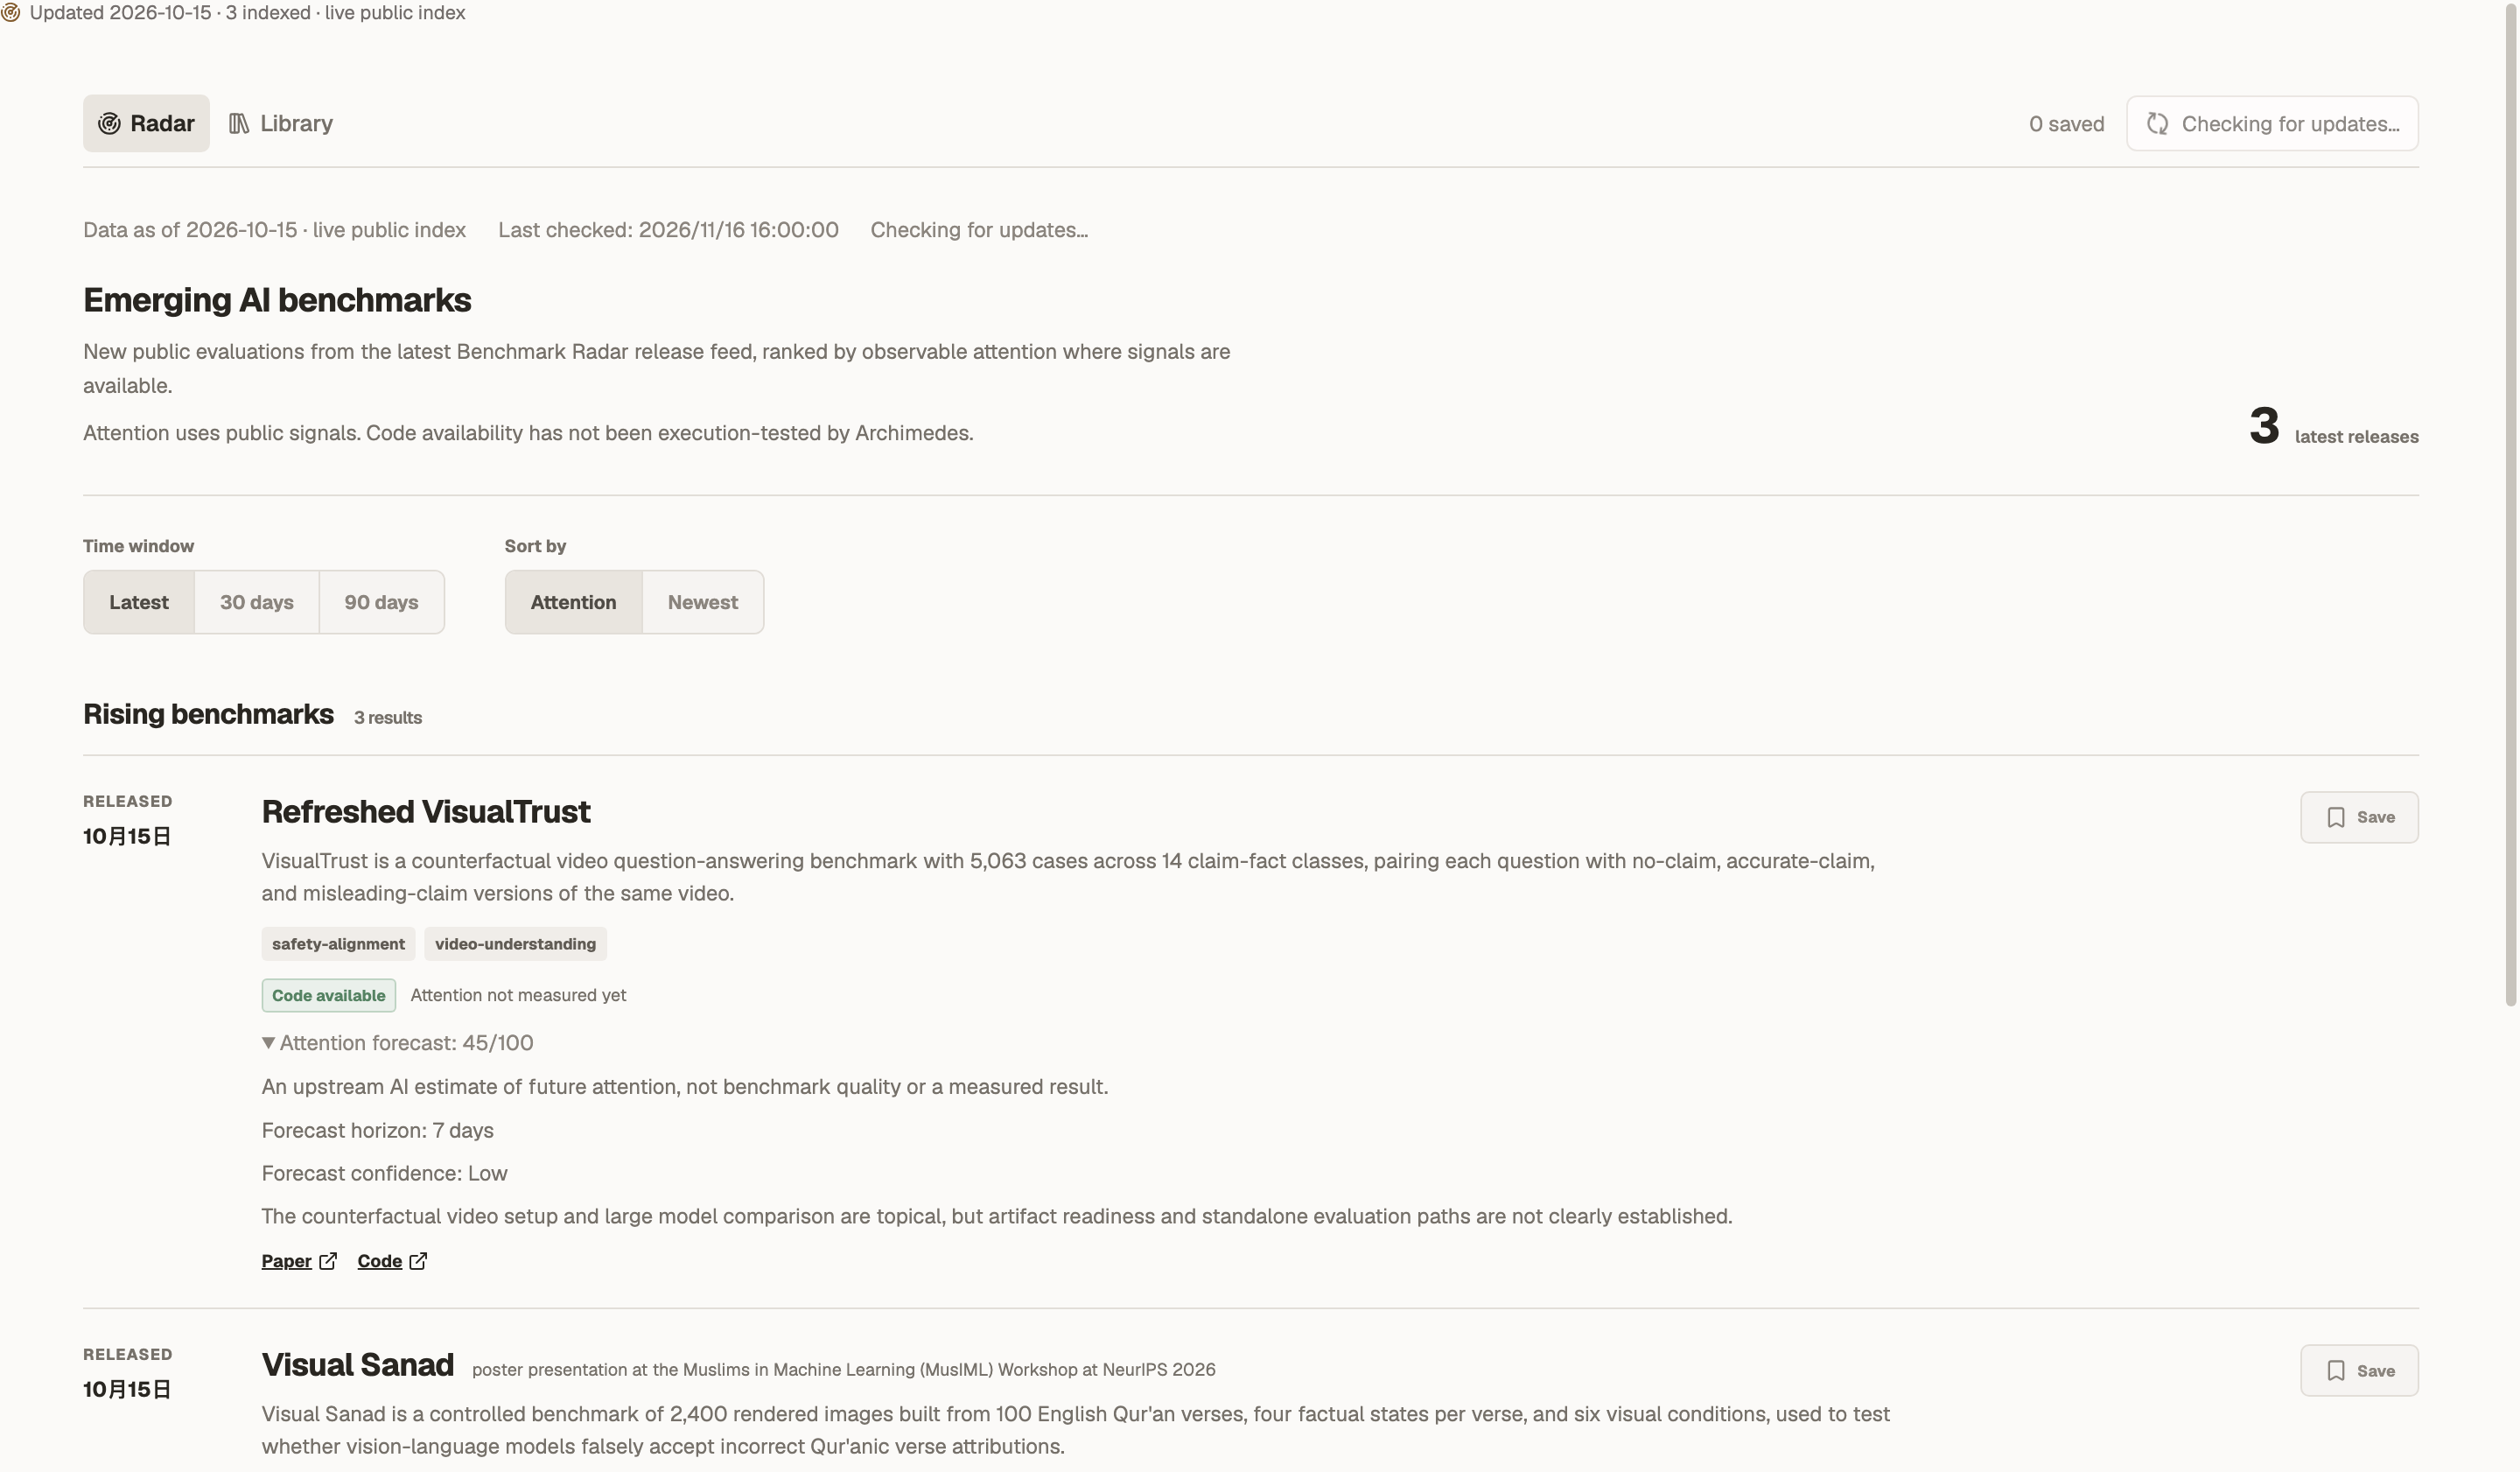 Updated 2026-10-15 · 3 indexed · live public index
Radar
Library
0 saved
Checking for updates…
Data as of 2026-10-15 · live public index
Last checked: 2026/11/16 16:00:00
Checking for updates…
Emerging AI benchmarks
New public evaluations from the latest Benchmark Radar release feed, ranked by observable attention where signals are
available.
Attention uses public signals. Code availability has not been execution-tested by Archimedes.
3 latest releases
Time window
Latest
30 days
90 days
Sort by
Attention
Newest
Rising benchmarks 3 results
RELEASED
10月15日
Refreshed VisualTrust
Save
VisualTrust is a counterfactual video question-answering benchmark with 5,063 cases across 14 claim-fact classes, pairing each question with no-claim, accurate-claim,
and misleading-claim versions of the same video.
safety-alignment
video-understanding
Code available
Attention not measured yet
▼ Attention forecast: 45/100
An upstream AI estimate of future attention, not benchmark quality or a measured result.
Forecast horizon: 7 days
Forecast confidence: Low
The counterfactual video setup and large model comparison are topical, but artifact readiness and standalone evaluation paths are not clearly established.
Paper
Code
RELEASED
10月15日
Visual Sanad poster presentation at the Muslims in Machine Learning (MusIML) Workshop at NeurIPS 2026
Save
Visual Sanad is a controlled benchmark of 2,400 rendered images built from 100 English Qur'an verses, four factual states per verse, and six visual conditions, used to test
whether vision-language models falsely accept incorrect Qur'anic verse attributions.